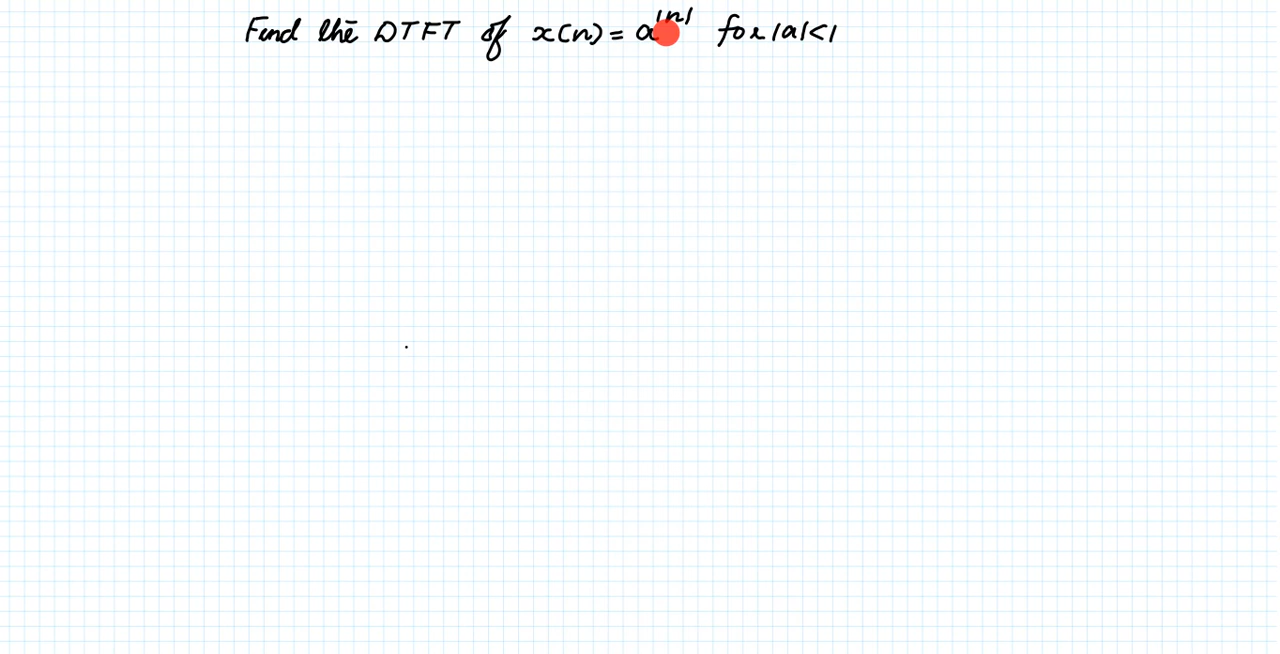 Find the DTFT of x(n) = a^|n| for |a|<1